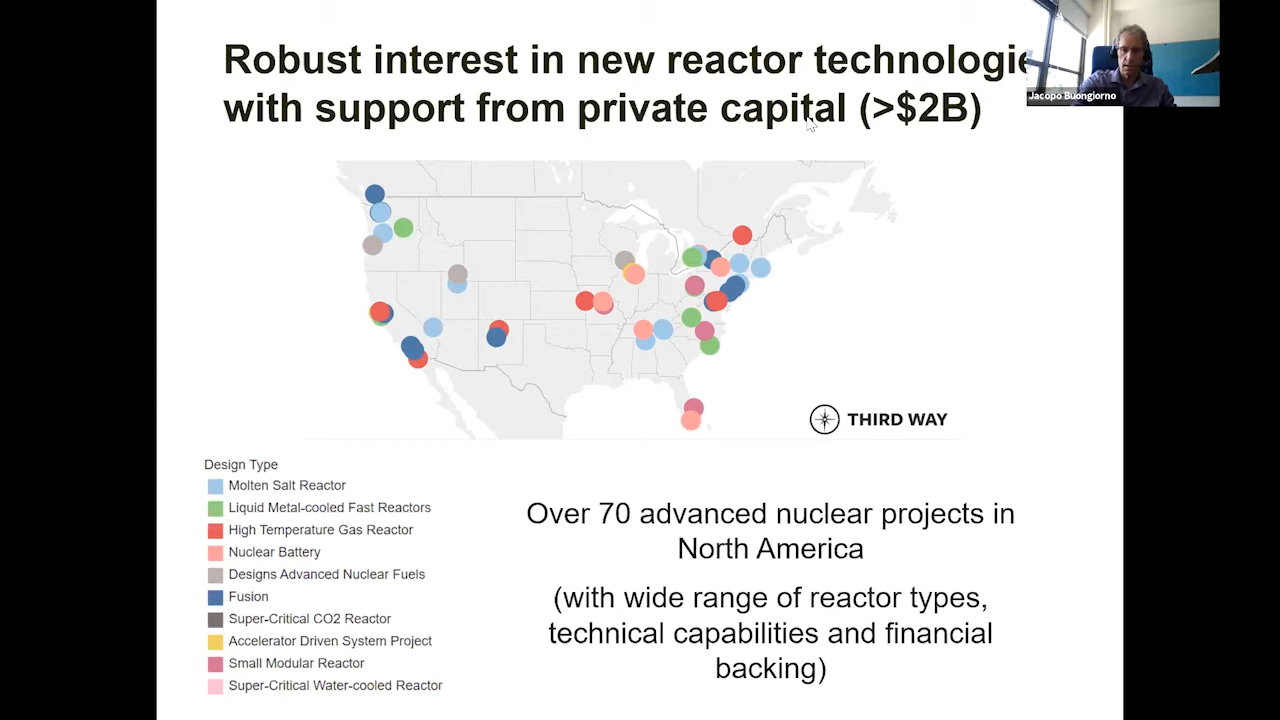 Robust interest in new reactor technologie
with support from private capital (>$2B)
Jacopo Buongiorno
THIRD WAY
Design Type
Molten Salt Reactor
Liquid Metal-cooled Fast Reactors
High Temperature Gas Reactor
Nuclear Battery
Designs Advanced Nuclear Fuels
Fusion
Super-Critical CO2 Reactor
Accelerator Driven System Project
Small Modular Reactor
Super-Critical Water-cooled Reactor
Over 70 advanced nuclear projects in
North America
(with wide range of reactor types,
technical capabilities and financial
backing)